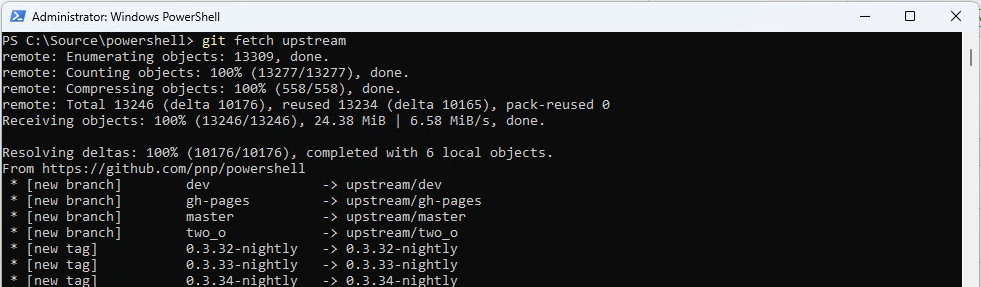 Administrator: Windows PowerShell
PS C:\Source\powershell> git fetch upstream
remote: Enumerating objects: 13309, done.
remote: Counting objects: 100% (13277/13277), done.
remote: Compressing objects: 100% (558/558), done.
remote: Total 13246 (delta 10176), reused 13234 (delta 10165), pack-reused 0
Receiving objects: 100% (13246/13246), 24.38 MiB | 6.58 MiB/s, done.
Resolving deltas: 100% (10176/10176), completed with 6 local objects.
From https://github.com/pnp/powershell
 * [new branch]        dev              -> upstream/dev
 * [new branch]        gh-pages         -> upstream/gh-pages
 * [new branch]        master           -> upstream/master
 * [new branch]        two_o            -> upstream/two_o
 * [new tag]           0.3.32-nightly   -> 0.3.32-nightly
 * [new tag]           0.3.33-nightly   -> 0.3.33-nightly
 * [new tag]           0.3.34-nightly   -> 0.3.34-nightly